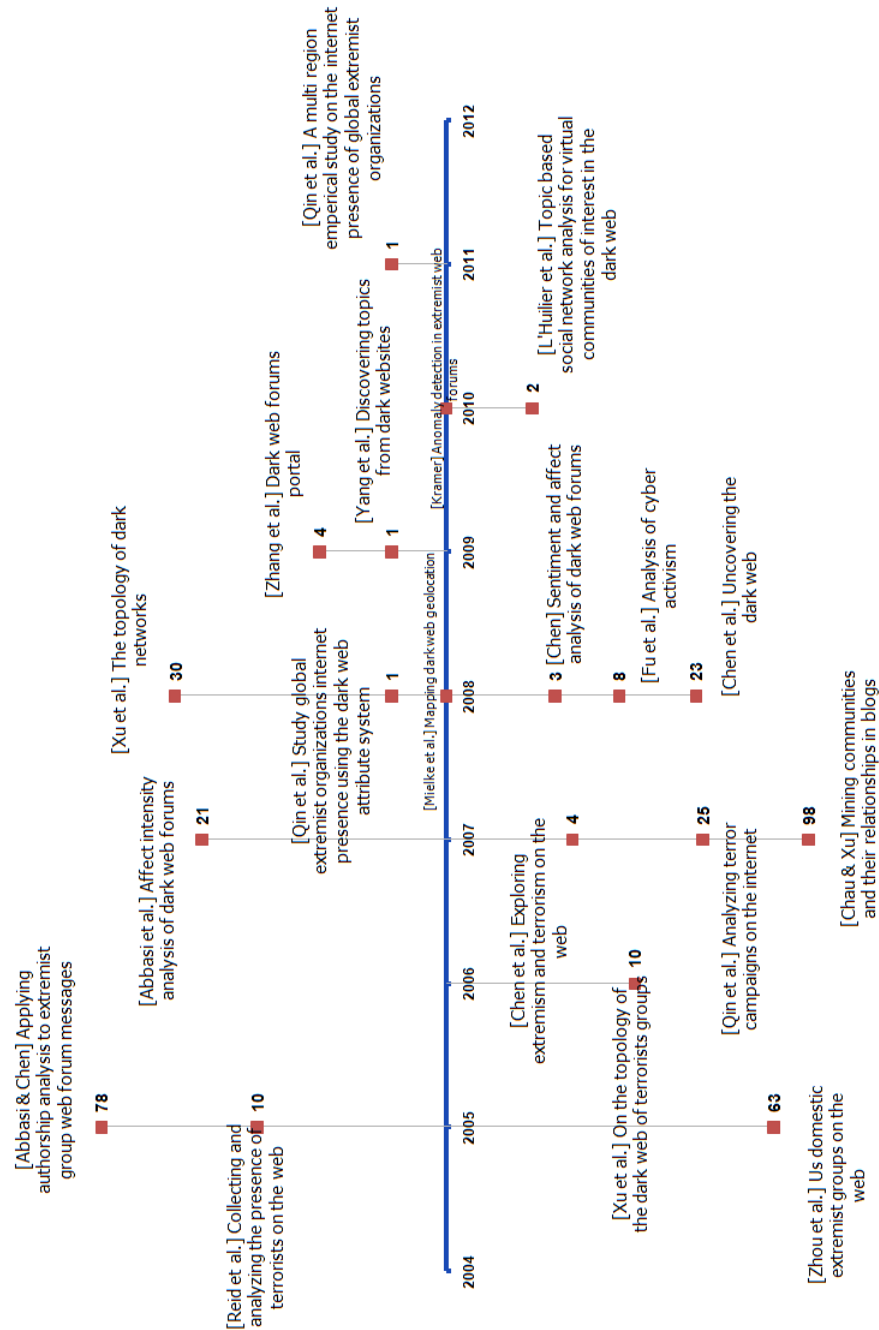 [Abbasi & Chen] Applying
authorship analysis to extremist
group web forum messages
78
[Reid et al.] Collecting and
analyzing the presence of
terrorists on the web
10
[Abbasi et al.] Affect intensity
analysis of dark web forums
21
[Xu et al.] The topology of dark
networks
30
[Qin et al.] Study global
extremist organizations internet
presence using the dark web
attribute system
1
[Zhang et al.] Dark web forums
portal
4
[Yang et al.] Discovering topics
from dark websites
1
[Qin et al.] A multi region
emperical study on the internet
presence of global extremist
organizations
1
[Mielke et al.] Mapping dark web geolocation
[Kramer] Anomaly detection in extremist web
forums
2004
2005
2006
2007
2008
2009
2010
2011
2012
63
[Zhou et al.] Us domestic
extremist groups on the
web
[Xu et al.] On the topology of
the dark web of terrorists groups
10
[Chen et al.] Exploring
extremism and terrorism on the
web
4
25
[Qin et al.] Analyzing terror
campaigns on the internet
98
[Chau & Xu] Mining communities
and their relationships in blogs
3
[Chen] Sentiment and affect
analysis of dark web forums
8
[Fu et al.] Analysis of cyber
activism
23
[Chen et al.] Uncovering the
dark web
2
[L'Huilier et al.] Topic based
social network analysis for virtual
communities of interest in the
dark web